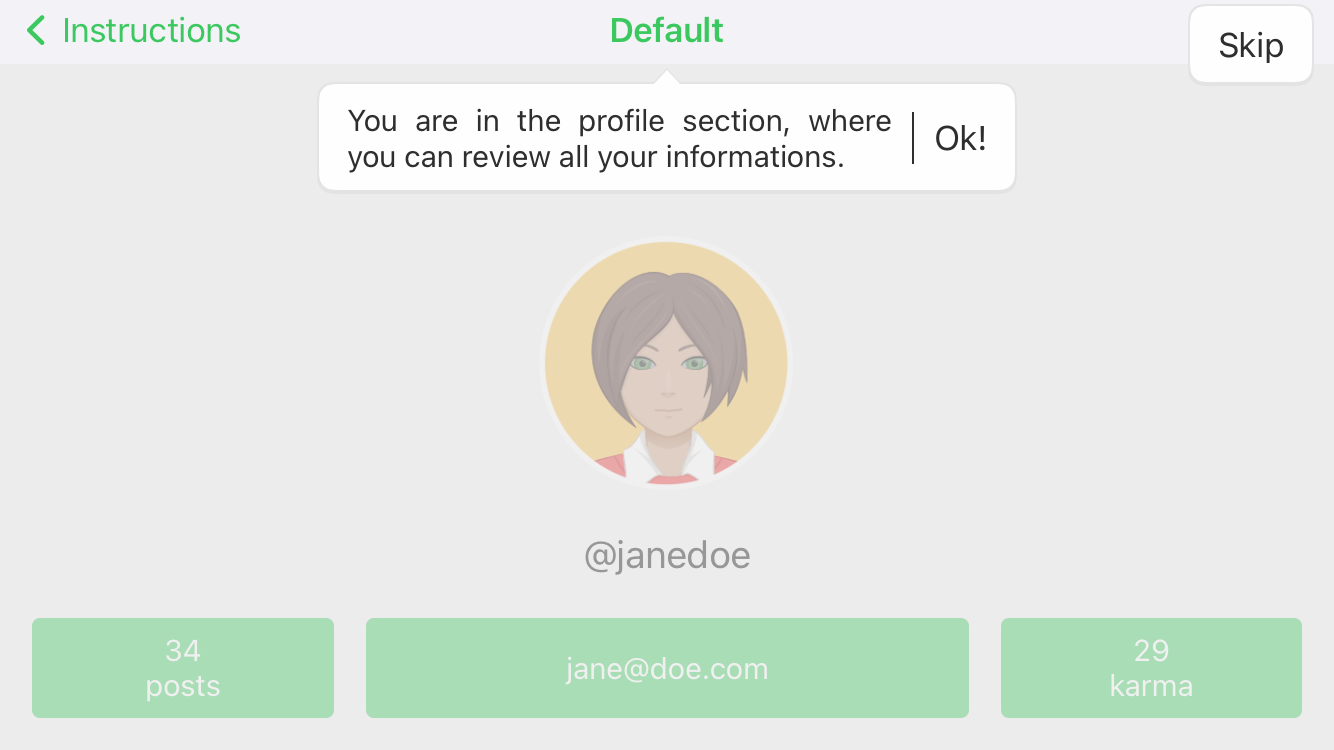 Instructions
Default
Skip
You are in the profile section, where
you can review all your informations.
Ok!
@janedoe
34
posts
jane@doe.com
29
karma